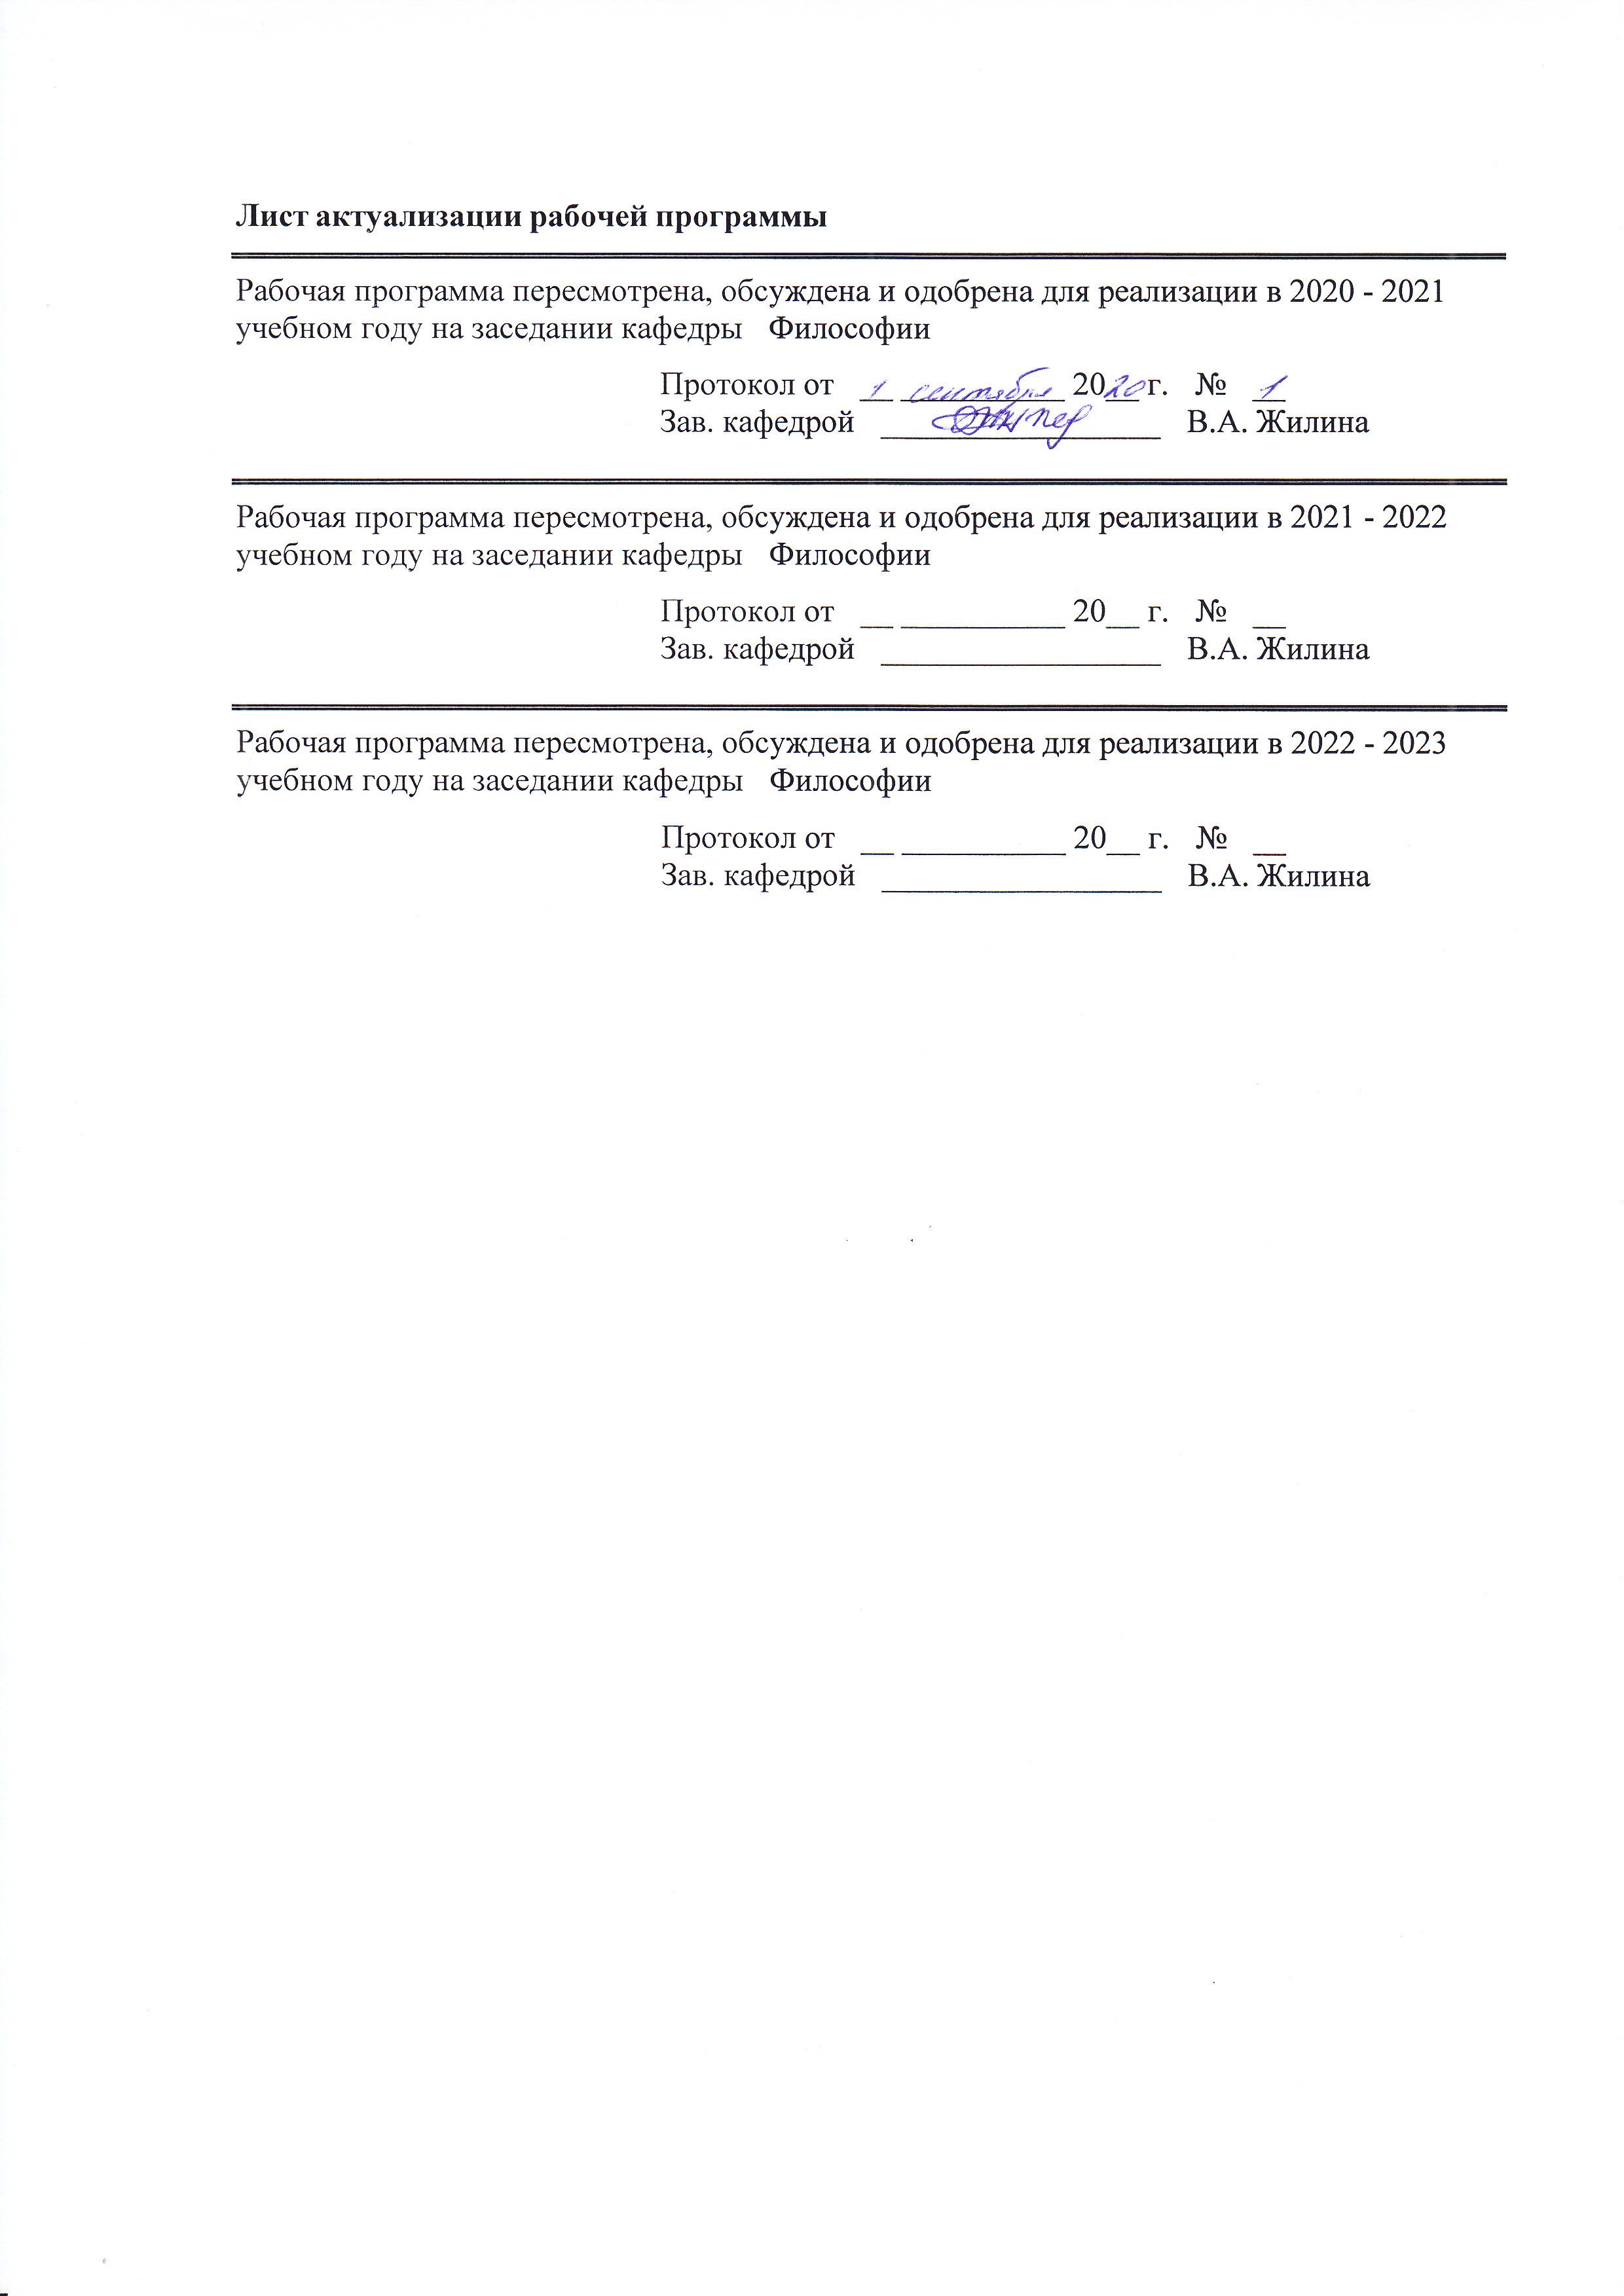 Лист актуализации рабочей программы
Рабочая программа пересмотрена, обсуждена и одобрена для реализации в 2020 - 2021
учебном году на заседании кафедры Философии
Протокол от 1 сентября 2020 г. № 1
Зав. кафедрой ________________ В.А. Жилина
Рабочая программа пересмотрена, обсуждена и одобрена для реализации в 2021 - 2022
учебном году на заседании кафедры Философии
Протокол от __ __________ 20__ г. № __
Зав. кафедрой _________________ В.А. Жилина
Рабочая программа пересмотрена, обсуждена и одобрена для реализации в 2022 - 2023
учебном году на заседании кафедры Философии
Протокол от __ __________ 20__ г. № __
Зав. кафедрой _________________ В.А. Жилина